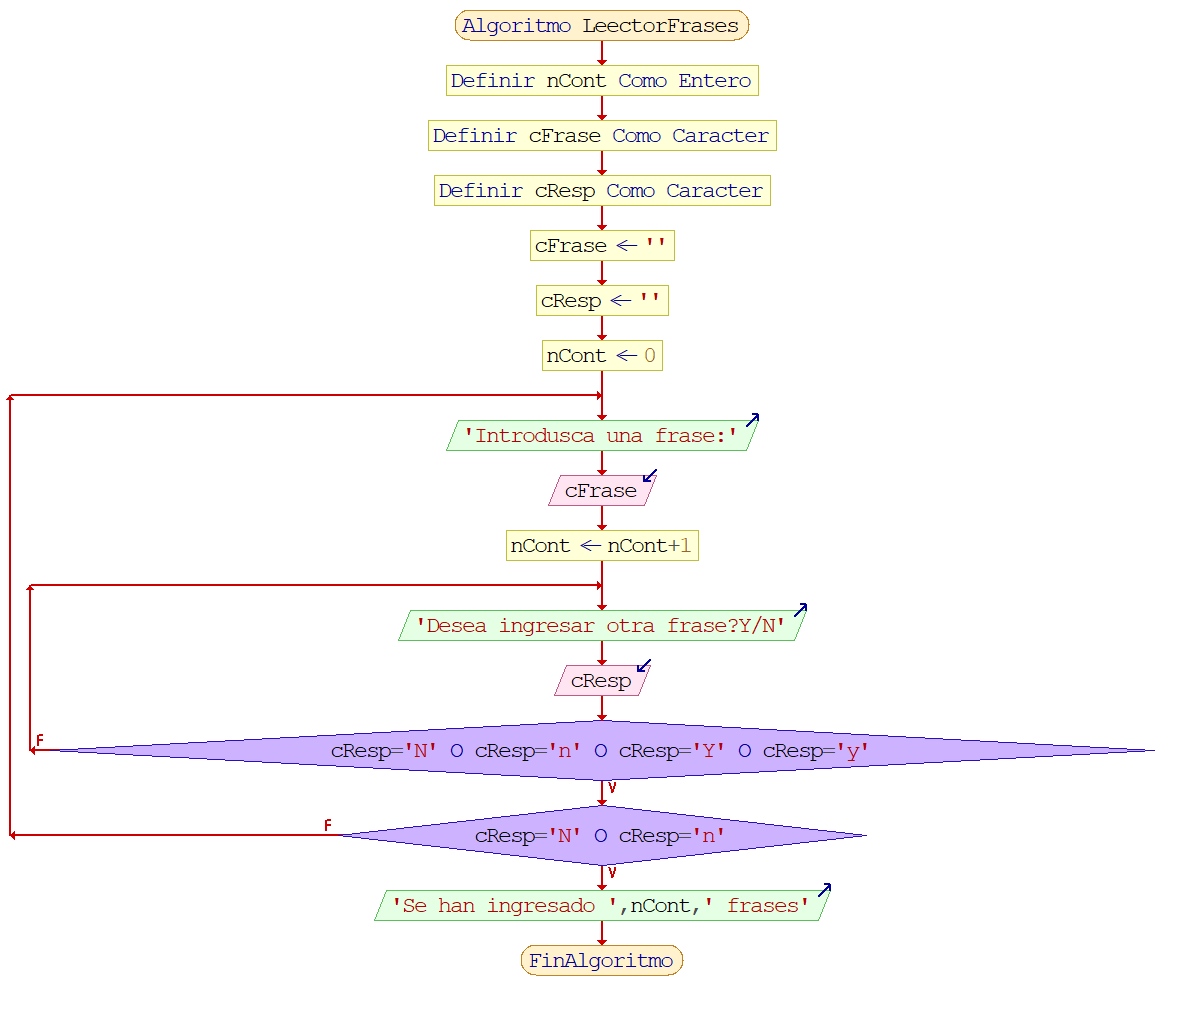 Algoritmo LeectorFrases
Definir nCont Como Entero
Definir cFrase Como Caracter
Definir cResp Como Caracter
cFrase ← ''
cResp ← ''
nCont ← 0
'Introdusca una frase:'
cFrase
nCont ← nCont+1
'Desea ingresar otra frase?Y/N'
cResp
F
cResp='N' O cResp='n' O cResp='Y' O cResp='y'
V
F
cResp='N' O cResp='n'
V
'Se han ingresado ',nCont,' frases'
FinAlgoritmo